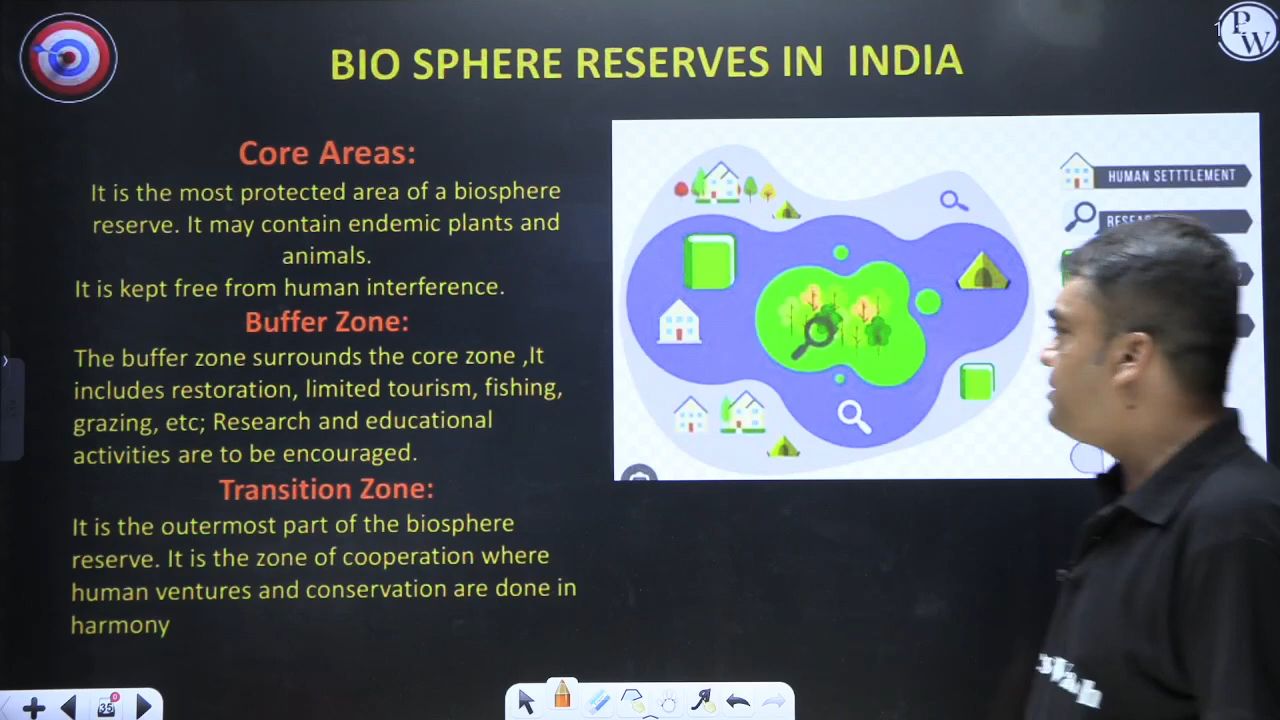 BIO SPHERE RESERVES IN INDIA
PW
Core Areas:
It is the most protected area of a biosphere
reserve. It may contain endemic plants and
animals.
It is kept free from human interference.
Buffer Zone:
The buffer zone surrounds the core zone ,It
includes restoration, limited tourism, fishing,
grazing, etc; Research and educational
activities are to be encouraged.
Transition Zone:
It is the outermost part of the biosphere
reserve. It is the zone of cooperation where
human ventures and conservation are done in
harmony
HUMAN SETTTLEMENT
35
0